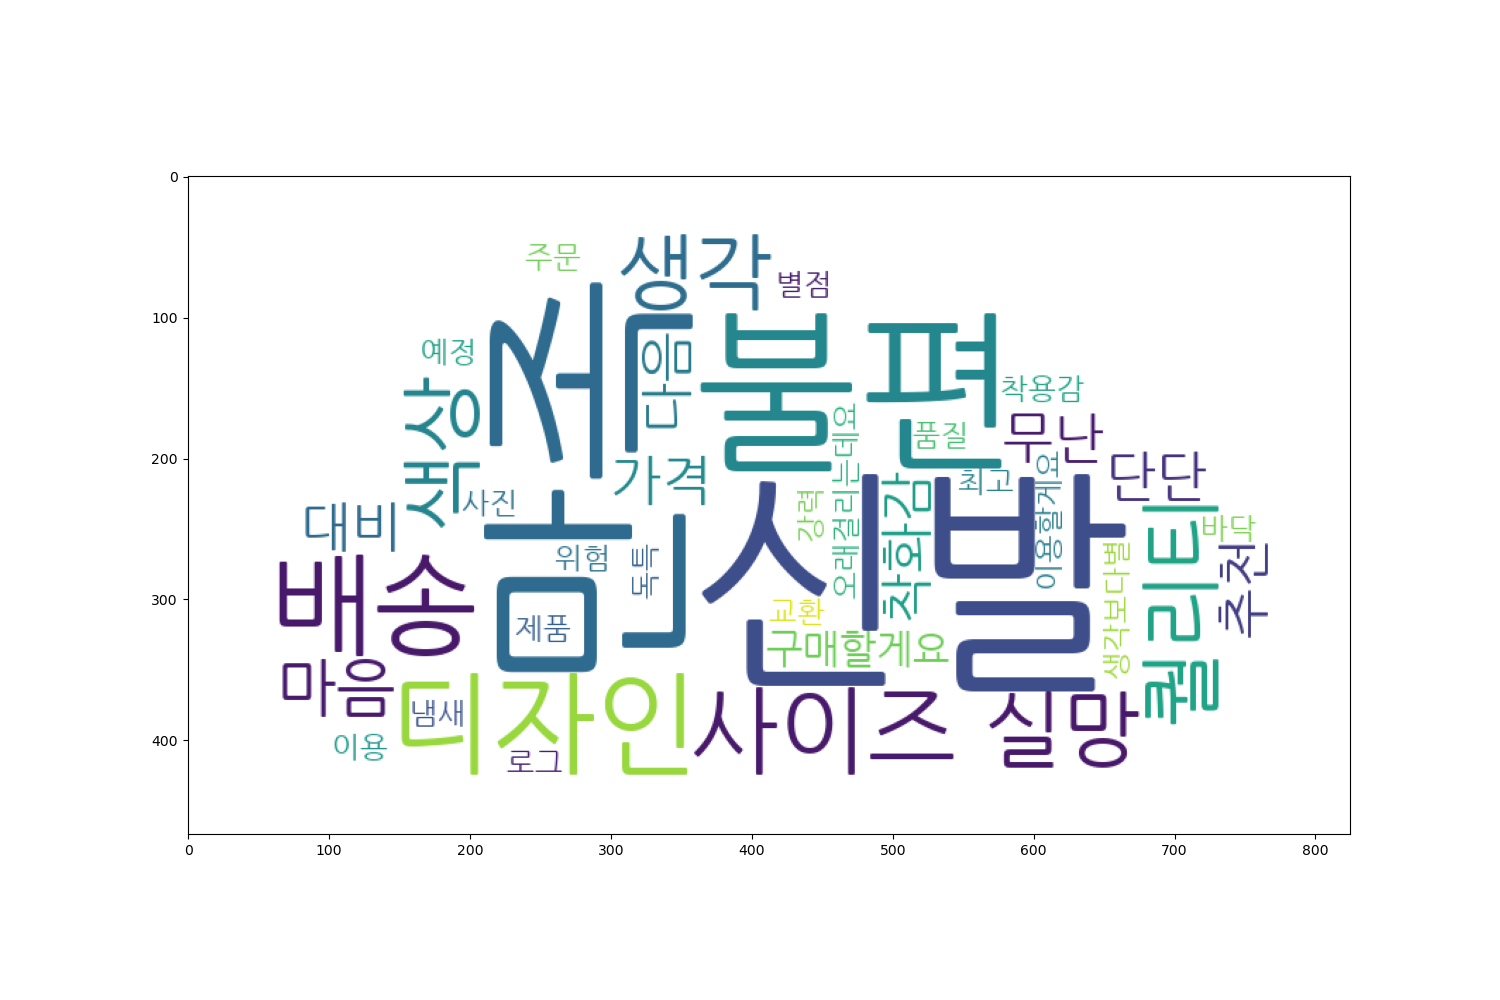 주문
생각
별점
예정
만족
다음
불편
착용감
색상
가격
오래걸리는데요
품질
무난
사진
강력
최고
단단
대비
위험
독특
신발
착화감
이용할게요
퀄리티
바닥
배송
제품
교환
생각보다별
추천
구매할게요
마음
냄새
디자인
사이즈
실망
이용
로그
0
100
200
300
400
0
100
200
300
400
500
600
700
800